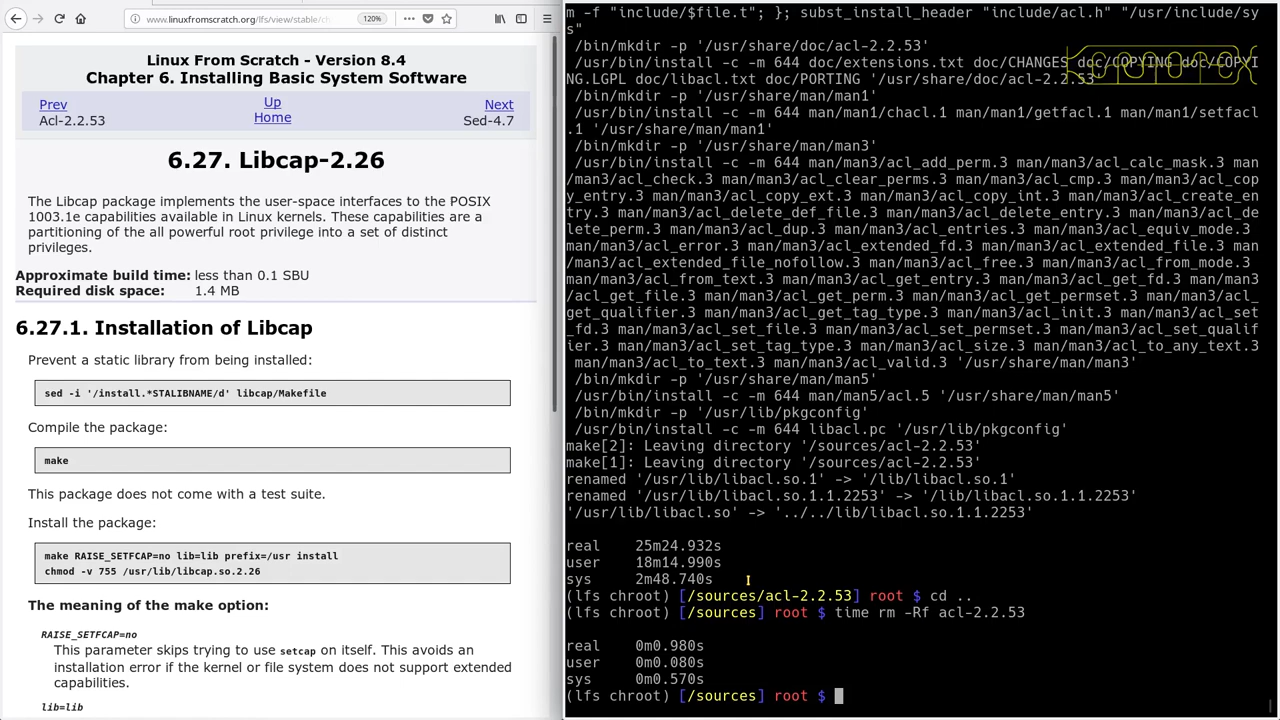 www.linuxfromscratch.org/lfs/view/stable/c
120%
Linux From Scratch - Version 8.4
Chapter 6. Installing Basic System Software
Prev
Up
Next
Acl-2.2.53
Home
Sed-4.7
6.27. Libcap-2.26
The Libcap package implements the user-space interfaces to the POSIX
1003.1e capabilities available in Linux kernels. These capabilities are a
partitioning of the all powerful root privilege into a set of distinct
privileges.
Approximate build time: less than 0.1 SBU
Required disk space: 1.4 MB
6.27.1. Installation of Libcap
Prevent a static library from being installed:
sed -i '/install.*STALIBNAME/d' libcap/Makefile
Compile the package:
make
This package does not come with a test suite.
Install the package:
make RAISE_SETFCAP=no lib=lib prefix=/usr install
chmod -v 755 /usr/lib/libcap.so.2.26
The meaning of the make option:
RAISE_SETFCAP=no
This parameter skips trying to use setcap on itself. This avoids an
installation error if the kernel or file system does not support extended
capabilities.
lib=lib
m -f "include/$file.t"; }; subst_install_header "include/acl.h" "/usr/include/sy
s"
/bin/mkdir -p '/usr/share/doc/acl-2.2.53'
/usr/bin/install -c -m 644 doc/extensions.txt doc/CHANGES doc/COPYING doc/COPYI
NG.LGPL doc/libacl.txt doc/PORTING '/usr/share/doc/acl-2.2.53'
/bin/mkdir -p '/usr/share/man/man1'
/usr/bin/install -c -m 644 man/man1/chacl.1 man/man1/getfacl.1 man/man1/setfacl
.1 '/usr/share/man/man1'
/bin/mkdir -p '/usr/share/man/man3'
/usr/bin/install -c -m 644 man/man3/acl_add_perm.3 man/man3/acl_calc_mask.3 man
/man3/acl_check.3 man/man3/acl_clear_perms.3 man/man3/acl_cmp.3 man/man3/acl_cop
y_entry.3 man/man3/acl_copy_ext.3 man/man3/acl_copy_int.3 man/man3/acl_create_en
try.3 man/man3/acl_delete_def_file.3 man/man3/acl_delete_entry.3 man/man3/acl_de
lete_perm.3 man/man3/acl_dup.3 man/man3/acl_entries.3 man/man3/acl_equiv_mode.3
man/man3/acl_error.3 man/man3/acl_extended_fd.3 man/man3/acl_extended_file.3 man
/man3/acl_extended_file_nofollow.3 man/man3/acl_free.3 man/man3/acl_from_mode.3
man/man3/acl_from_text.3 man/man3/acl_get_entry.3 man/man3/acl_get_fd.3 man/man3
/acl_get_file.3 man/man3/acl_get_perm.3 man/man3/acl_get_permset.3 man/man3/acl_
get_qualifier.3 man/man3/acl_get_tag_type.3 man/man3/acl_init.3 man/man3/acl_set
_fd.3 man/man3/acl_set_file.3 man/man3/acl_set_permset.3 man/man3/acl_set_qualif
ier.3 man/man3/acl_set_tag_type.3 man/man3/acl_size.3 man/man3/acl_to_any_text.3
man/man3/acl_to_text.3 man/man3/acl_valid.3 '/usr/share/man/man3'
/bin/mkdir -p '/usr/share/man/man5'
/usr/bin/install -c -m 644 man/man5/acl.5 '/usr/share/man/man5'
/bin/mkdir -p '/usr/lib/pkgconfig'
/usr/bin/install -c -m 644 libacl.pc '/usr/lib/pkgconfig'
make[2]: Leaving directory '/sources/acl-2.2.53'
make[1]: Leaving directory '/sources/acl-2.2.53'
renamed '/usr/lib/libacl.so.1' -> '/lib/libacl.so.1'
renamed '/usr/lib/libacl.so.1.1.2253' -> '/lib/libacl.so.1.1.2253'
'/usr/lib/libacl.so' -> '../../lib/libacl.so.1.1.2253'
real 25m24.932s
user 18m14.990s
sys 2m48.740s
(lfs chroot) [/sources/acl-2.2.53] root $ cd ..
(lfs chroot) [/sources] root $ time rm -Rf acl-2.2.53
real 0m0.980s
user 0m0.080s
sys 0m0.570s
(lfs chroot) [/sources] root $